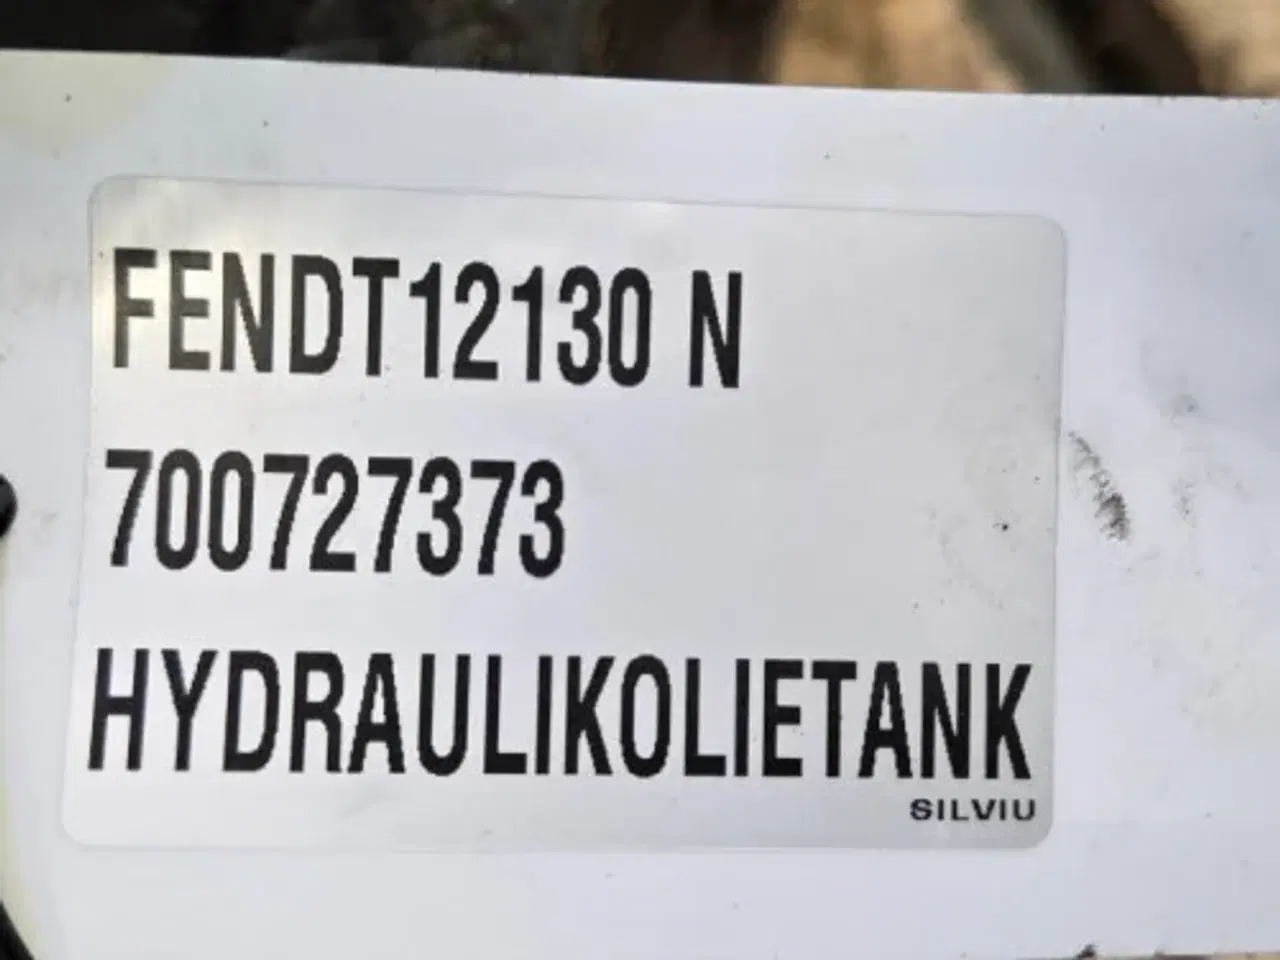 FENDT12130 N
700727373
HYDRAULIKOLIETANK
SILVIU